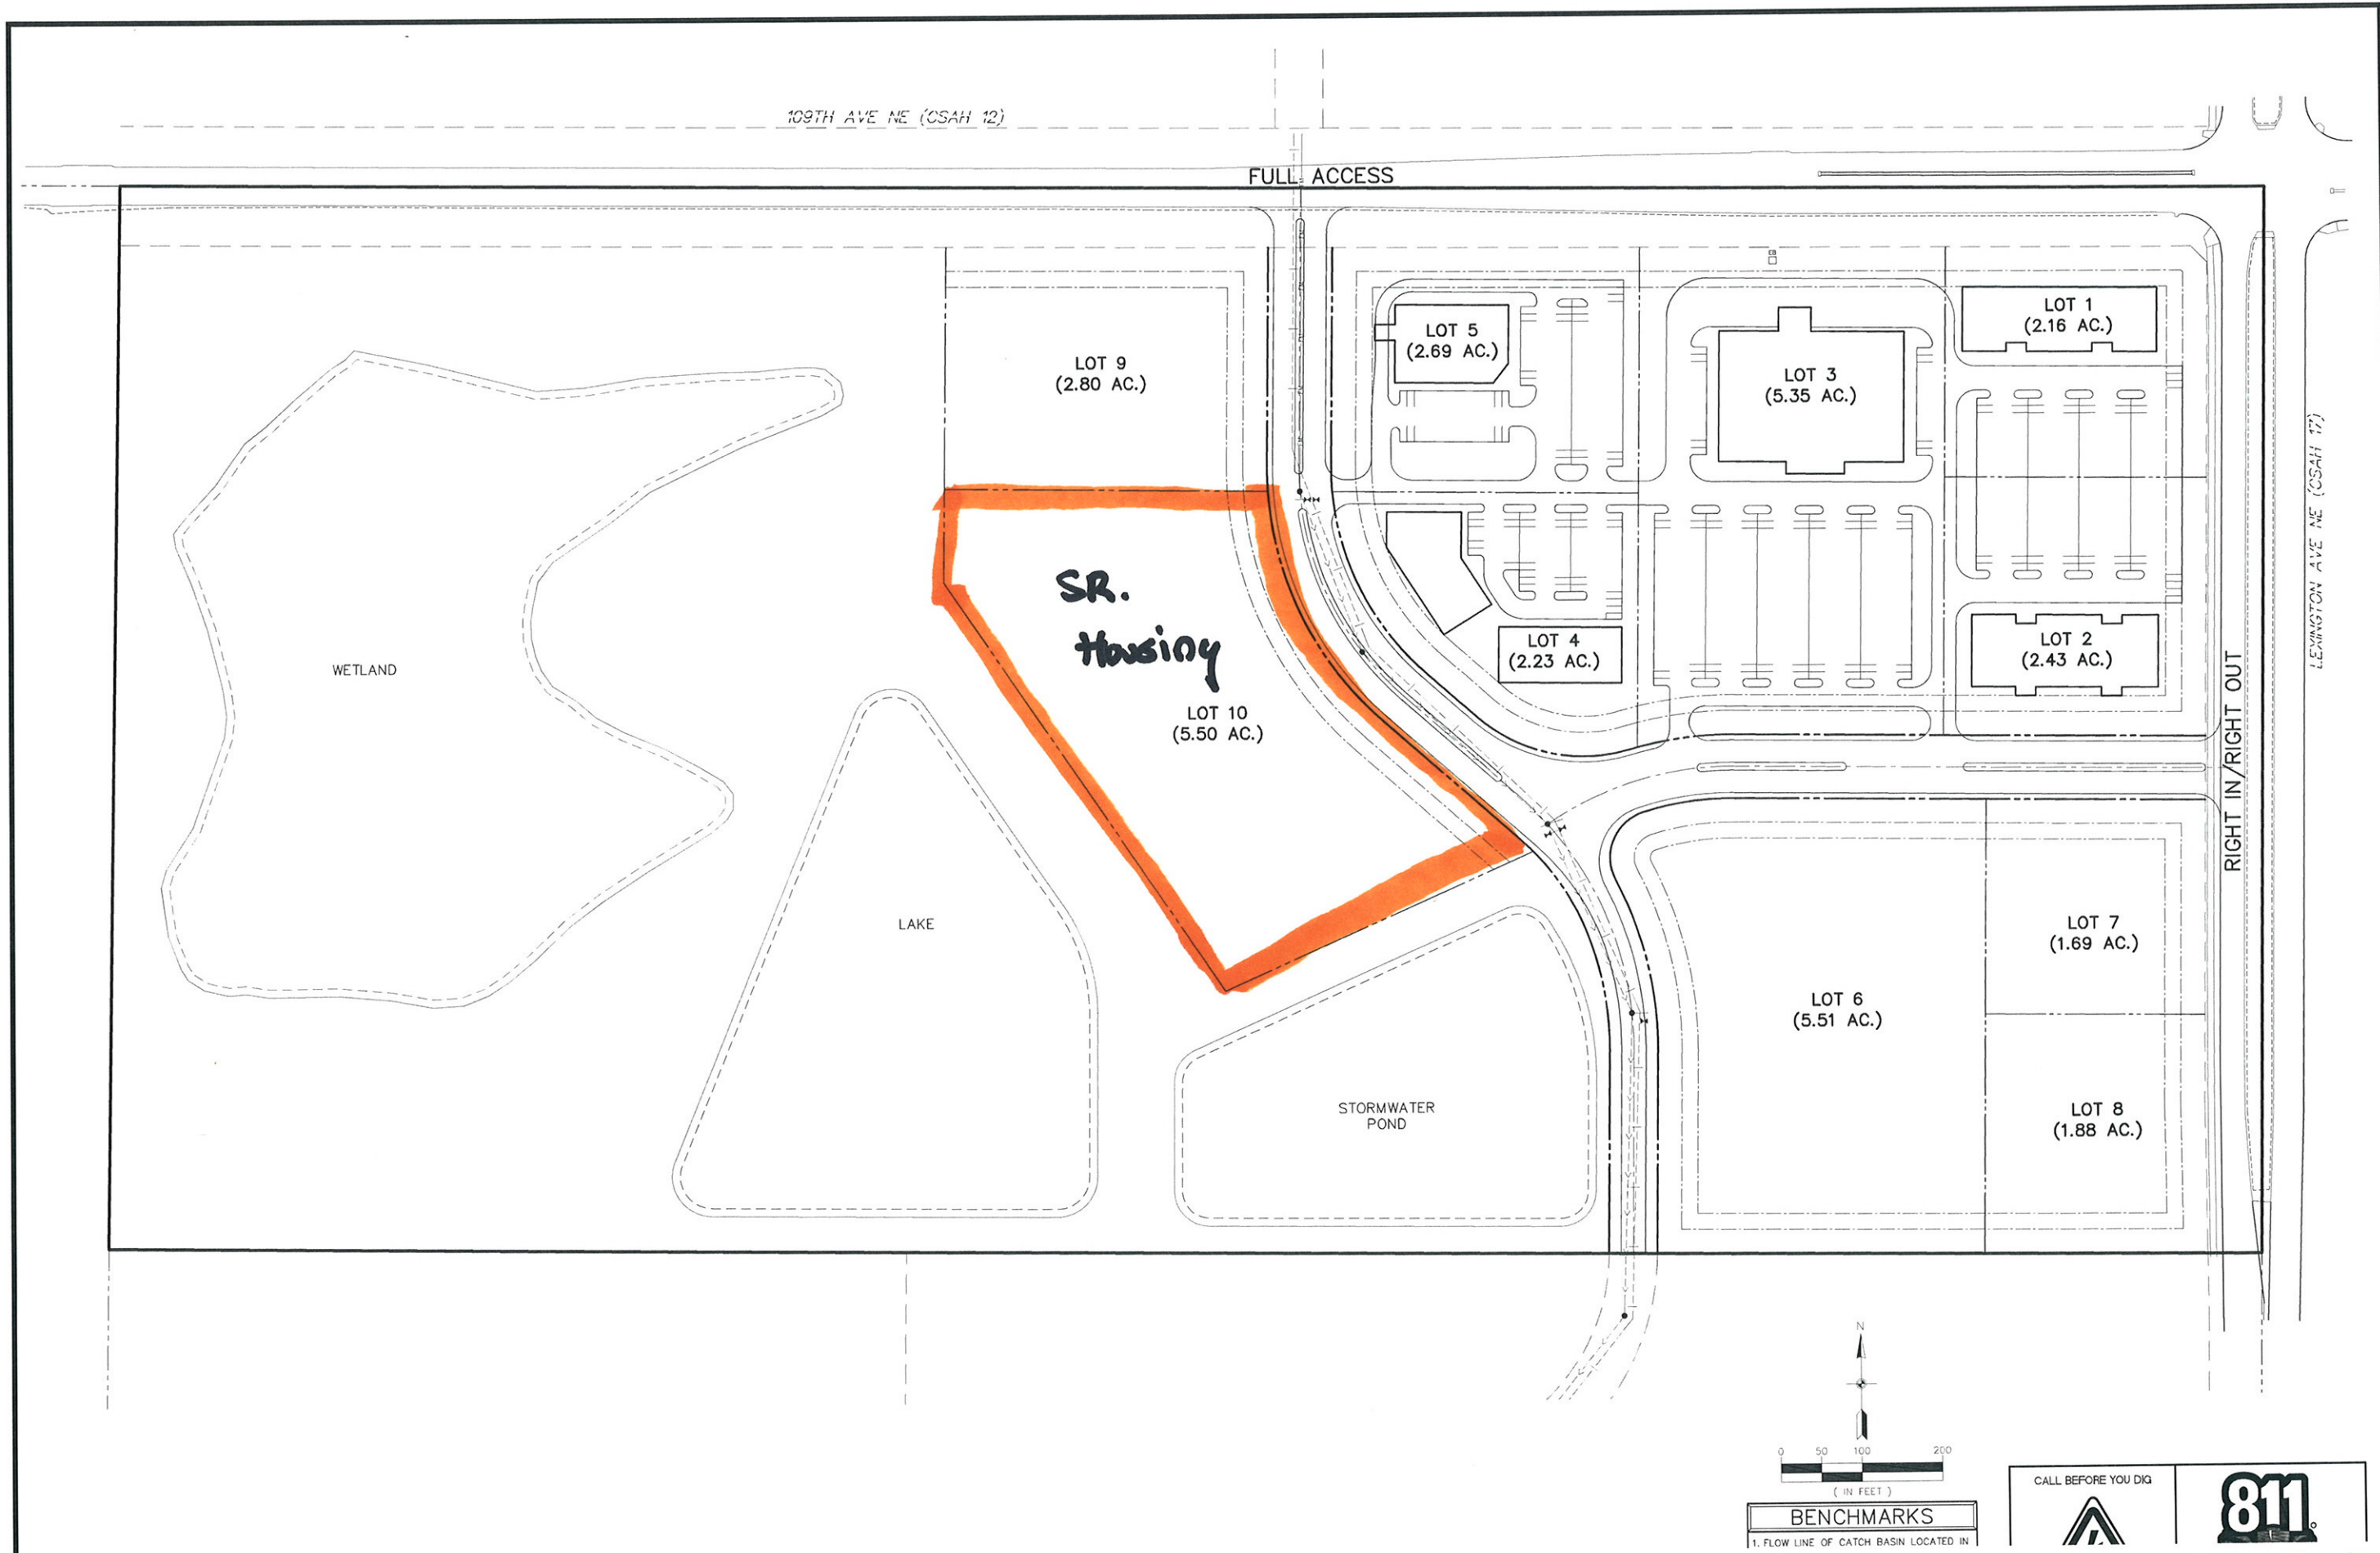 109TH AVE NE (CSAH 12)
FULL ACCESS
LOT 1
(2.16 AC.)
LOT 5
(2.69 AC.)
LOT 3
(5.35 AC.)
LOT 9
(2.80 AC.)
LEXINGTON AVE NE (CSAH 17)
SR.
Housing
LOT 4
(2.23 AC.)
LOT 2
(2.43 AC.)
WETLAND
LOT 10
(5.50 AC.)
RIGHT IN/RIGHT OUT
LAKE
LOT 7
(1.69 AC.)
LOT 6
(5.51 AC.)
STORMWATER
POND
LOT 8
(1.88 AC.)
N
0 50 100 200
( IN FEET )
BENCHMARKS
1. FLOW LINE OF CATCH BASIN LOCATED IN
CALL BEFORE YOU DIG
811